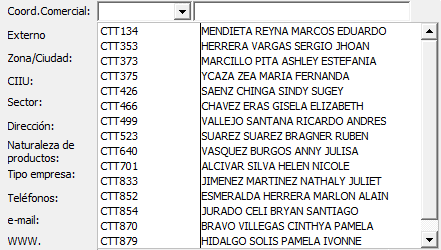 Coord.Comercial:
Externo
Zona/Ciudad:
CIIU:
Sector:
Dirección:
Naturaleza de
productos:
Tipo empresa:
Teléfonos:
e-mail:
WWW.
CTT134 MENDIETA REYNA MARCOS EDUARDO
CTT353 HERRERA VARGAS SERGIO JHOAN
CTT373 MARCILLO PITA ASHLEY ESTEFANIA
CTT375 YCAZA ZEA MARIA FERNANDA
CTT426 SAENZ CHINGA SINDY SUGEY
CTT466 CHAVEZ ERAS GISELA ELIZABETH
CTT499 VALLEJO SANTANA RICARDO ANDRES
CTT523 SUAREZ SUAREZ BRAGNER RUBEN
CTT640 VASQUEZ BURGOS ANNY JULISA
CTT701 ALCIVAR SILVA HELEN NICOLE
CTT833 JIMENEZ MARTINEZ NATHALY JULIET
CTT852 ESMERALDA HERRERA MARLON ALAIN
CTT854 JURADO CELI BRYAN SANTIAGO
CTT870 BRAVO VILLEGAS CINTHYA PAMELA
CTT879 HIDALGO SOLIS PAMELA IVONNE